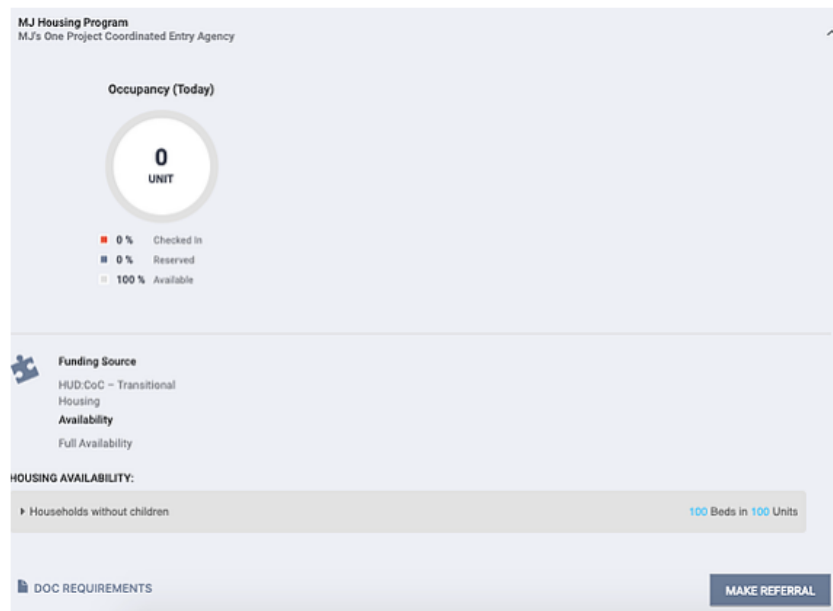 MJ Housing Program
MJ's One Project Coordinated Entry Agency
Occupancy (Today)
0
UNIT
0 % Checked In
0 % Reserved
100 % Available
Funding Source
HUD:CoC – Transitional
Housing
Availability
Full Availability
HOUSING AVAILABILITY:
Households without children 100 Beds in 100 Units
DOC REQUIREMENTS MAKE REFERRAL